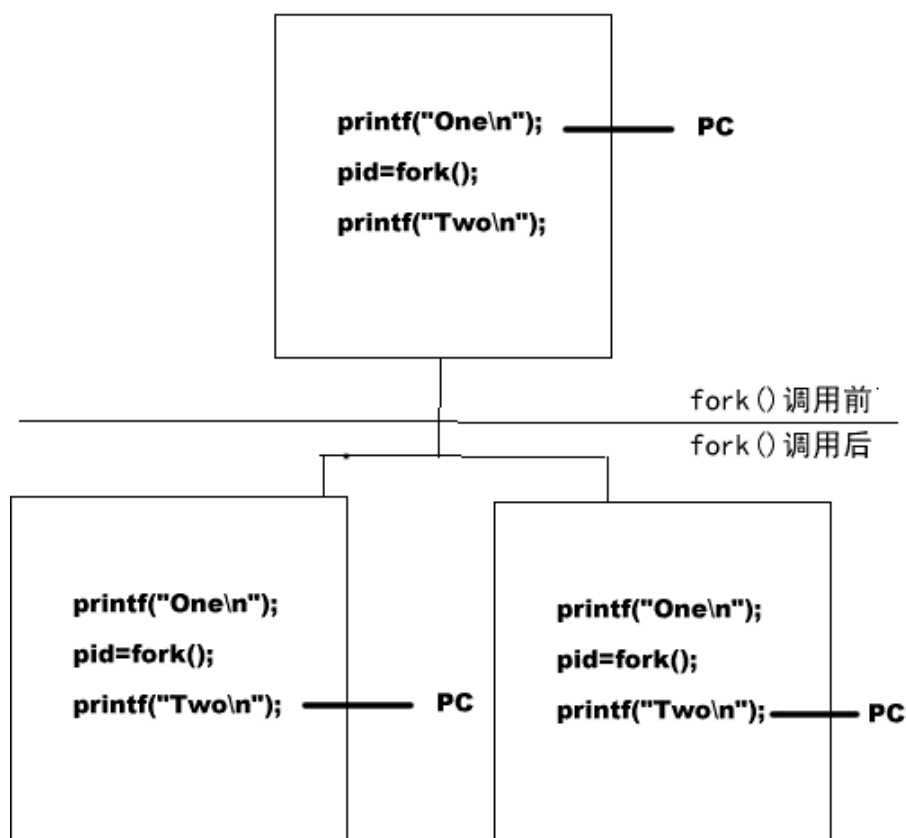 printf("One\n"); PC
pid=fork();
printf("Two\n");
fork()调用前
fork()调用后
printf("One\n");
pid=fork();
printf("Two\n"); PC
printf("One\n");
pid=fork();
printf("Two\n"); PC